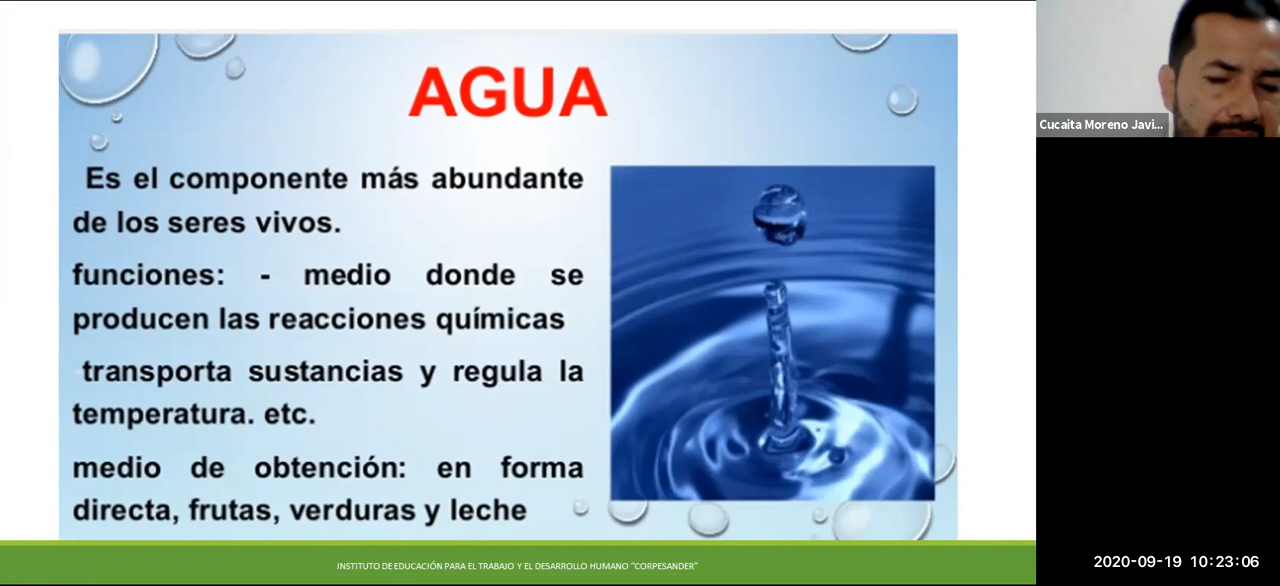 AGUA
Es el componente más abundante
de los seres vivos.
funciones: - medio donde se
producen las reacciones químicas
transporta sustancias y regula la
temperatura. etc.
medio de obtención: en forma
directa, frutas, verduras y leche
INSTITUTO DE EDUCACIÓN PARA EL TRABAJO Y EL DESARROLLO HUMANO "CORPESANDER"
Cucaita Moreno Javi...
2020-09-19 10:23:06